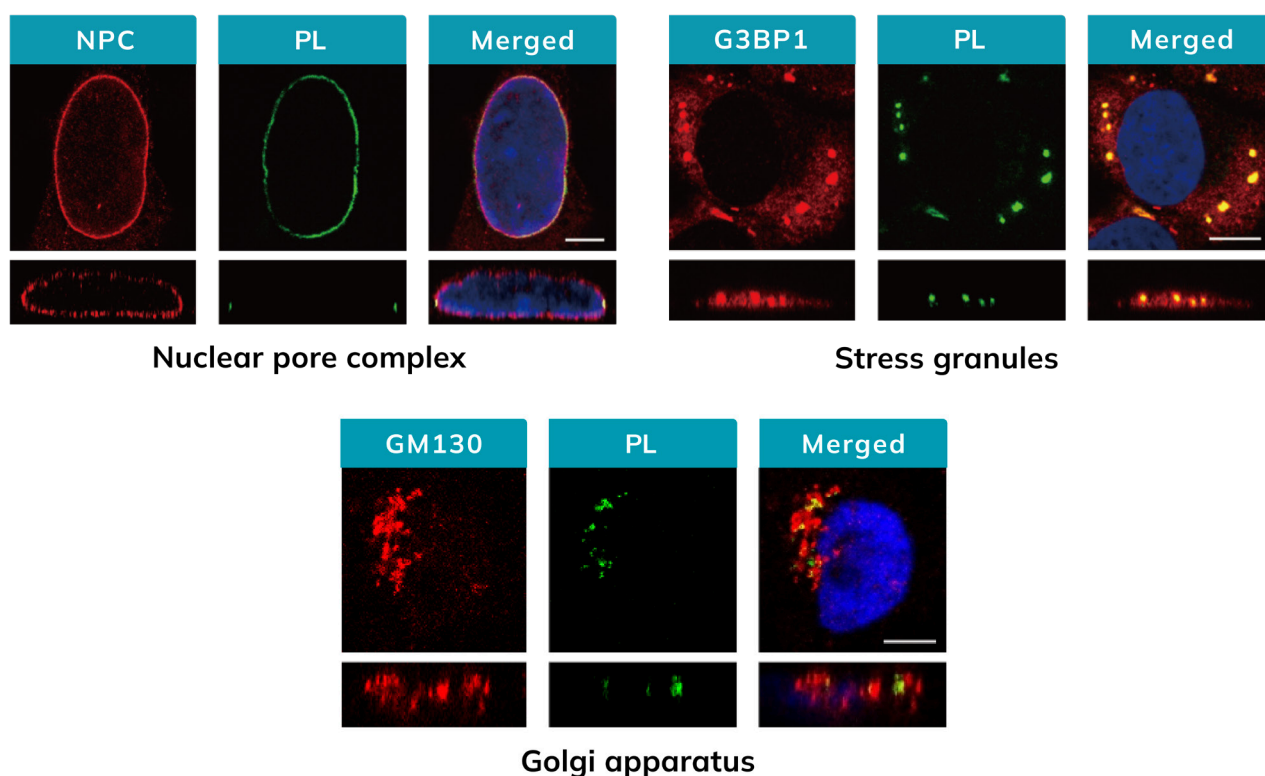 NPC
PL
Merged
G3BP1
PL
Merged
Nuclear pore complex
Stress granules
GM130
PL
Merged
Golgi apparatus